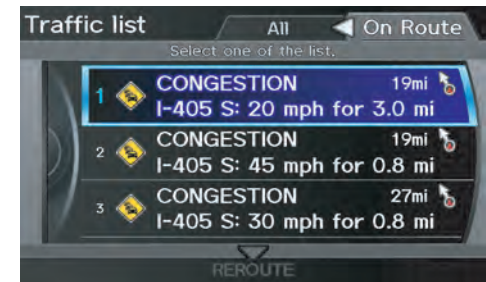 Traffic list
All
On Route
Select one of the list.
1 CONGESTION 19mi
I-405 S: 20 mph for 3.0 mi
2 CONGESTION 19mi
I-405 S: 45 mph for 0.8 mi
3 CONGESTION 27mi
I-405 S: 30 mph for 0.8 mi
REROUTE